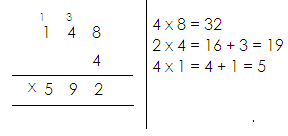 1 3
1 4 8
4
x 5 9 2
4 x 8 = 32
2 x 4 = 16 + 3 = 19
4 x 1 = 4 + 1 = 5
.